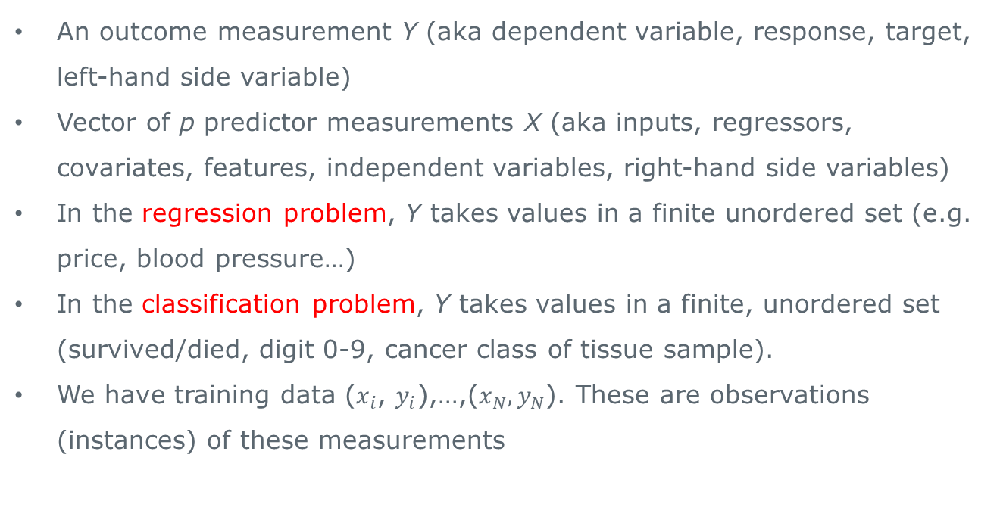 • An outcome measurement Y (aka dependent variable, response, target,
left-hand side variable)
• Vector of p predictor measurements X (aka inputs, regressors,
covariates, features, independent variables, right-hand side variables)
• In the regression problem, Y takes values in a finite unordered set (e.g.
price, blood pressure…)
• In the classification problem, Y takes values in a finite, unordered set
(survived/died, digit 0-9, cancer class of tissue sample).
• We have training data (xᵢ, yᵢ),…,(x_N, y_N). These are observations
(instances) of these measurements